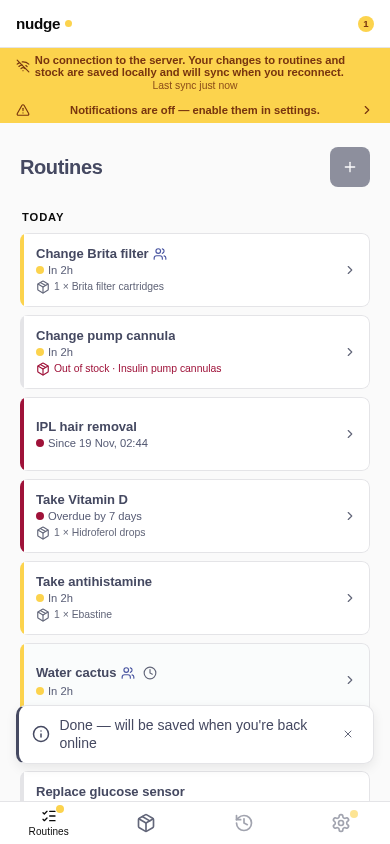 nudge
1
No connection to the server. Your changes to routines and
stock are saved locally and will sync when you reconnect.
Last sync just now
Notifications are off — enable them in settings.
Routines
+
TODAY
Change Brita filter
In 2h
1 × Brita filter cartridges
Change pump cannula
In 2h
Out of stock · Insulin pump cannulas
IPL hair removal
Since 19 Nov, 02:44
Take Vitamin D
Overdue by 7 days
1 × Hidroferol drops
Take antihistamine
In 2h
1 × Ebastine
Water cactus
In 2h
Done — will be saved when you're back
online
Replace glucose sensor
Routines